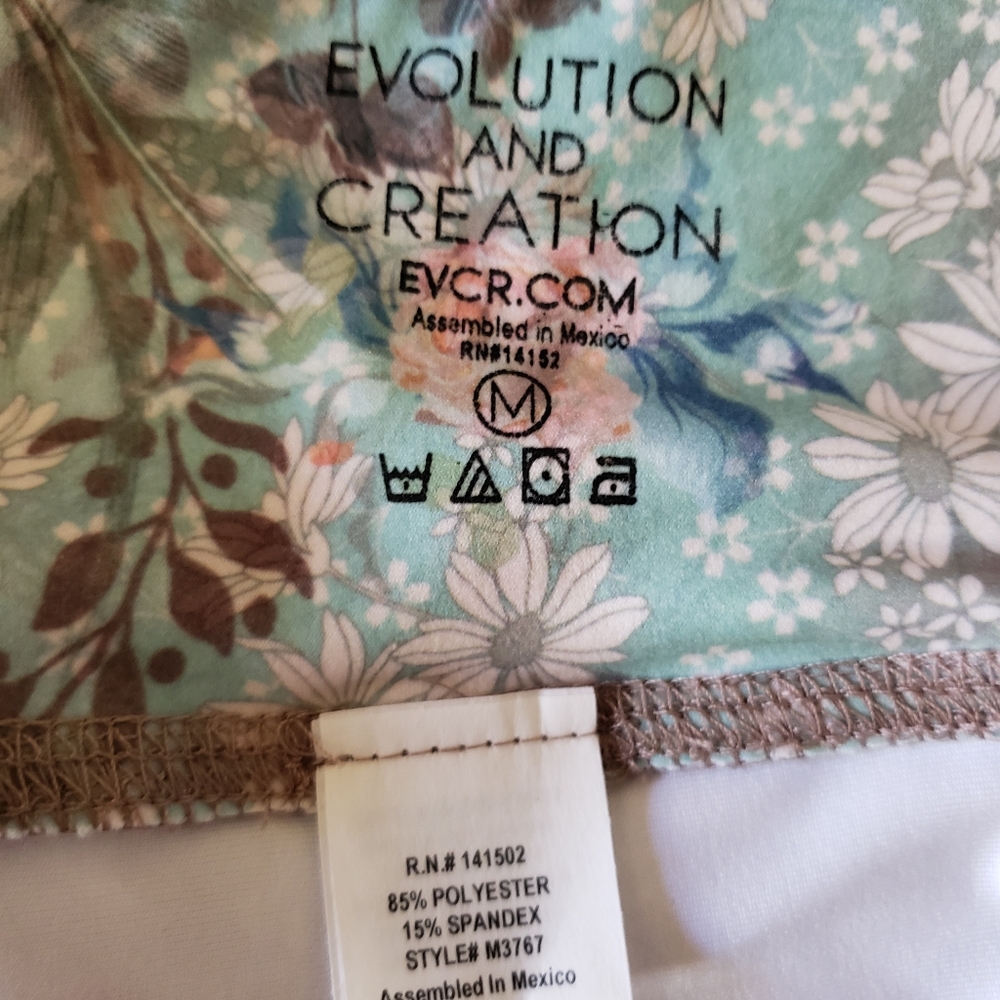 EVOLUTION
AND
CREATION
EVCR.COM
Assembled in Mexico
RN#14152
M
R.N.# 141502
85% POLYESTER
15% SPANDEX
STYLE# M3767
Assembled In Mexico